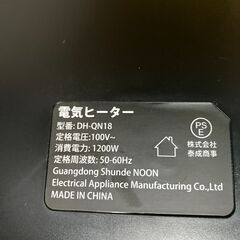 電気ヒーター
型番: DH-QN18
定格電圧: 100V~
消費電力: 1200W
定格周波数: 50-60Hz
Guangdong Shunde NOON
Electrical Appliance Manufacturing Co.,Ltd
MADE IN CHINA
PS
E
株式会社
泰成商事